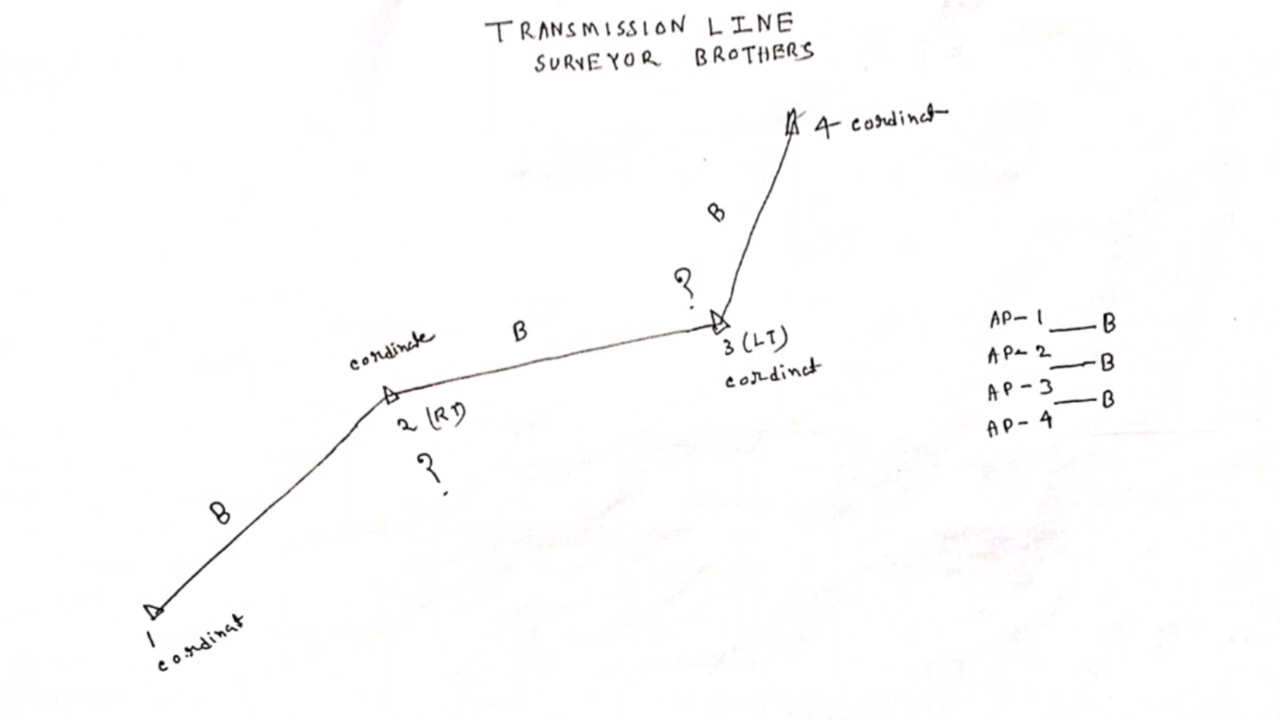 TRANSMISSION LINE
SURVEYOR BROTHERS
4 cordinat
B
?
3 (LT)
cordinat
B
cordinate
2 (RT)
?
B
1
cordinat
AP-1 B
AP-2 B
AP-3 B
AP-4